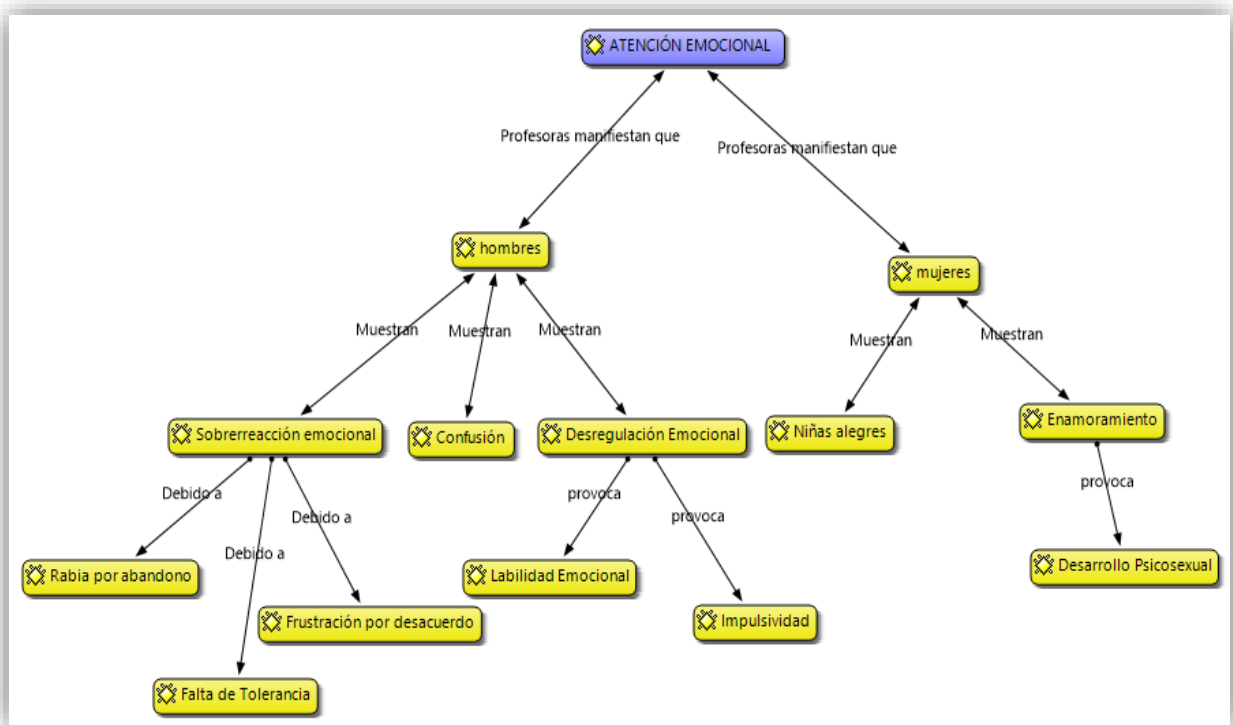 ATENCIÓN EMOCIONAL
Profesoras manifiestan que
Profesoras manifiestan que
hombres
mujeres
Muestran
Muestran
Muestran
Muestran
Muestran
Sobrerreacción emocional
Confusión
Desregulación Emocional
Niñas alegres
Enamoramiento
Debido a
Debido a
Debido a
provoca
provoca
provoca
Rabia por abandono
Labilidad Emocional
Desarrollo Psicosexual
Frustración por desacuerdo
Impulsividad
Falta de Tolerancia